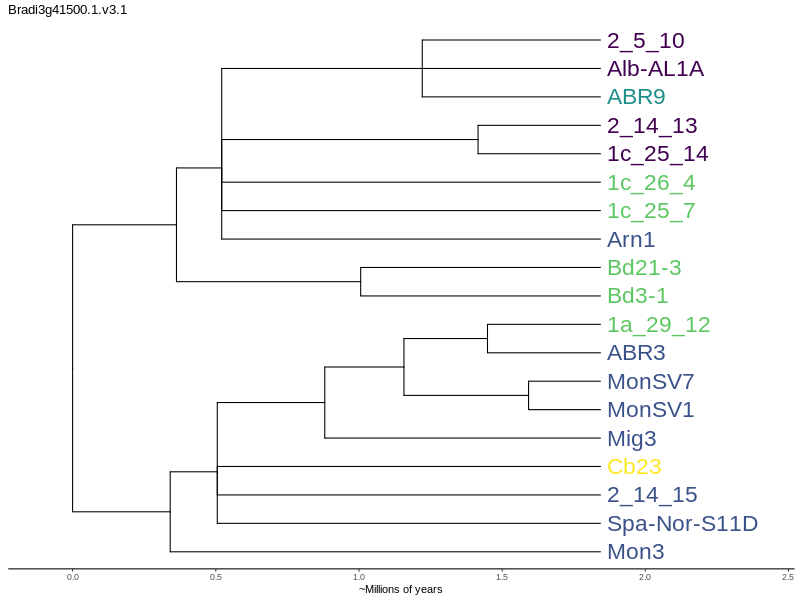 Bradi3g41500.1.v3.1
2_5_10
Alb-AL1A
ABR9
2_14_13
1c_25_14
1c_26_4
1c_25_7
Arn1
Bd21-3
Bd3-1
1a_29_12
ABR3
MonSV7
MonSV1
Mig3
Cb23
2_14_15
Spa-Nor-S11D
Mon3
0.0 0.5 1.0 1.5 2.0 2.5
~Millions of years